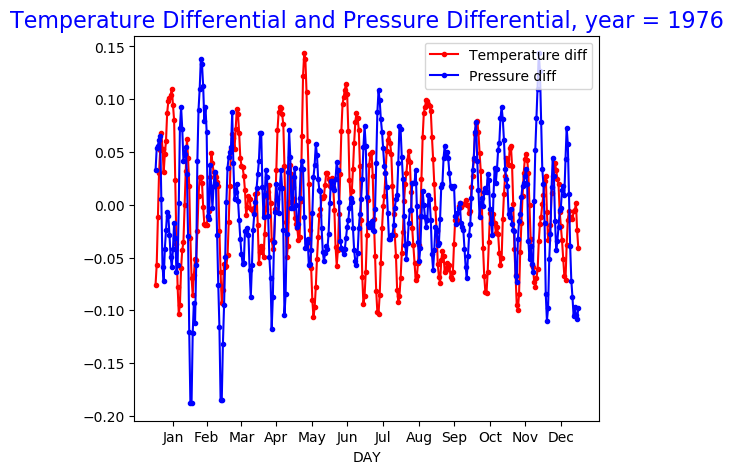 Temperature Differential and Pressure Differential, year = 1976
0.15
0.10
0.05
0.00
−0.05
−0.10
−0.15
−0.20
Temperature diff
Pressure diff
Jan Feb Mar Apr May Jun Jul Aug Sep Oct Nov Dec
DAY